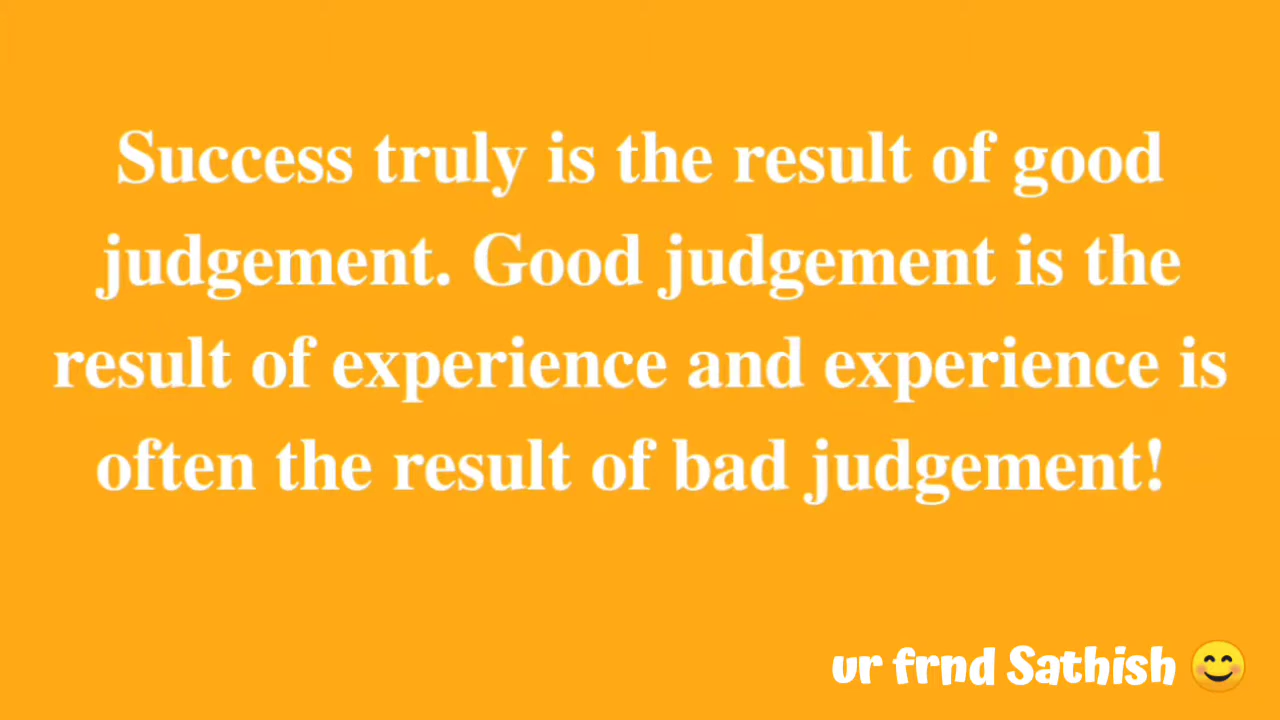 Success truly is the result of good
judgement. Good judgement is the
result of experience and experience is
often the result of bad judgement!
ur frnd Sathish 😊